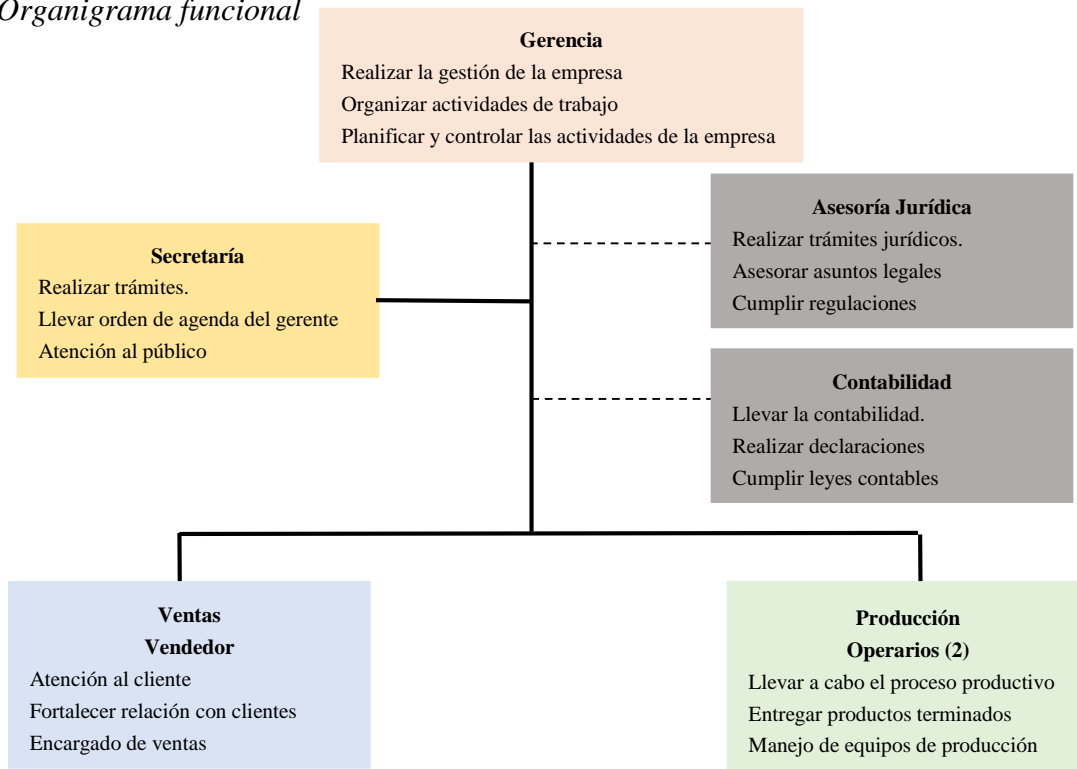 Organigrama funcional
Gerencia
Realizar la gestión de la empresa
Organizar actividades de trabajo
Planificar y controlar las actividades de la empresa
Asesoría Jurídica
Realizar trámites jurídicos.
Asesorar asuntos legales
Cumplir regulaciones
Secretaría
Realizar trámites.
Llevar orden de agenda del gerente
Atención al público
Contabilidad
Llevar la contabilidad.
Realizar declaraciones
Cumplir leyes contables
Ventas
Vendedor
Atención al cliente
Fortalecer relación con clientes
Encargado de ventas
Producción
Operarios (2)
Llevar a cabo el proceso productivo
Entregar productos terminados
Manejo de equipos de producción